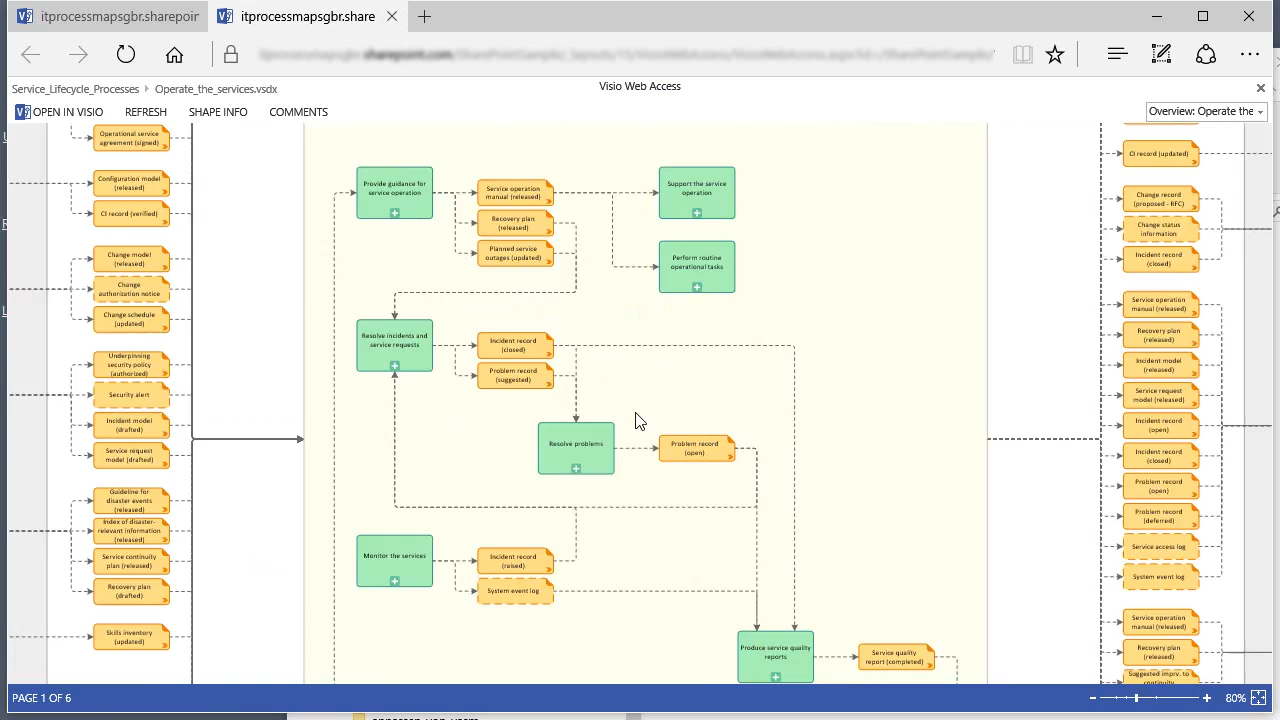 itprocessmapsgbr.sharepoir
itprocessmapsgbr.share
Visio Web Access
Service_Lifecycle_Processes
Operate_the_services.vsdx
OPEN IN VISIO
REFRESH
SHAPE INFO
COMMENTS
Overview: Operate the
Operational service
agreement (signed)
Configuration model
(released)
CI record (verified)
Change model
(released)
Change
authorization notice
Change schedule
(updated)
Underpinning
security policy
(authorized)
Security alert
Incident model
(drafted)
Service request
model (drafted)
Guideline for
disaster events
(released)
Index of disaster-
relevant information
(released)
Service continuity
plan (released)
Recovery plan
(drafted)
Skills inventory
(updated)
Provide guidance for
service operation
Service operation
manual (released)
Recovery plan
(released)
Planned service
outages (updated)
Support the service
operation
Perform routine
operational tasks
Resolve incidents and
service requests
Incident record
(closed)
Problem record
(suggested)
Resolve problems
Problem record
(open)
Monitor the services
Incident record
(raised)
System event log
Produce service quality
reports
Service quality
report (completed)
CI record (updated)
Change record
(proposed - RFC)
Change status
information
Incident record
(closed)
Service operation
manual (released)
Recovery plan
(released)
Incident model
(released)
Service request
model (released)
Incident record
(open)
Incident record
(closed)
Problem record
(open)
Problem record
(deferred)
Service access log
System event log
Service operation
manual (released)
Recovery plan
(released)
Suggested imprv. to
PAGE 1 OF 6
80%